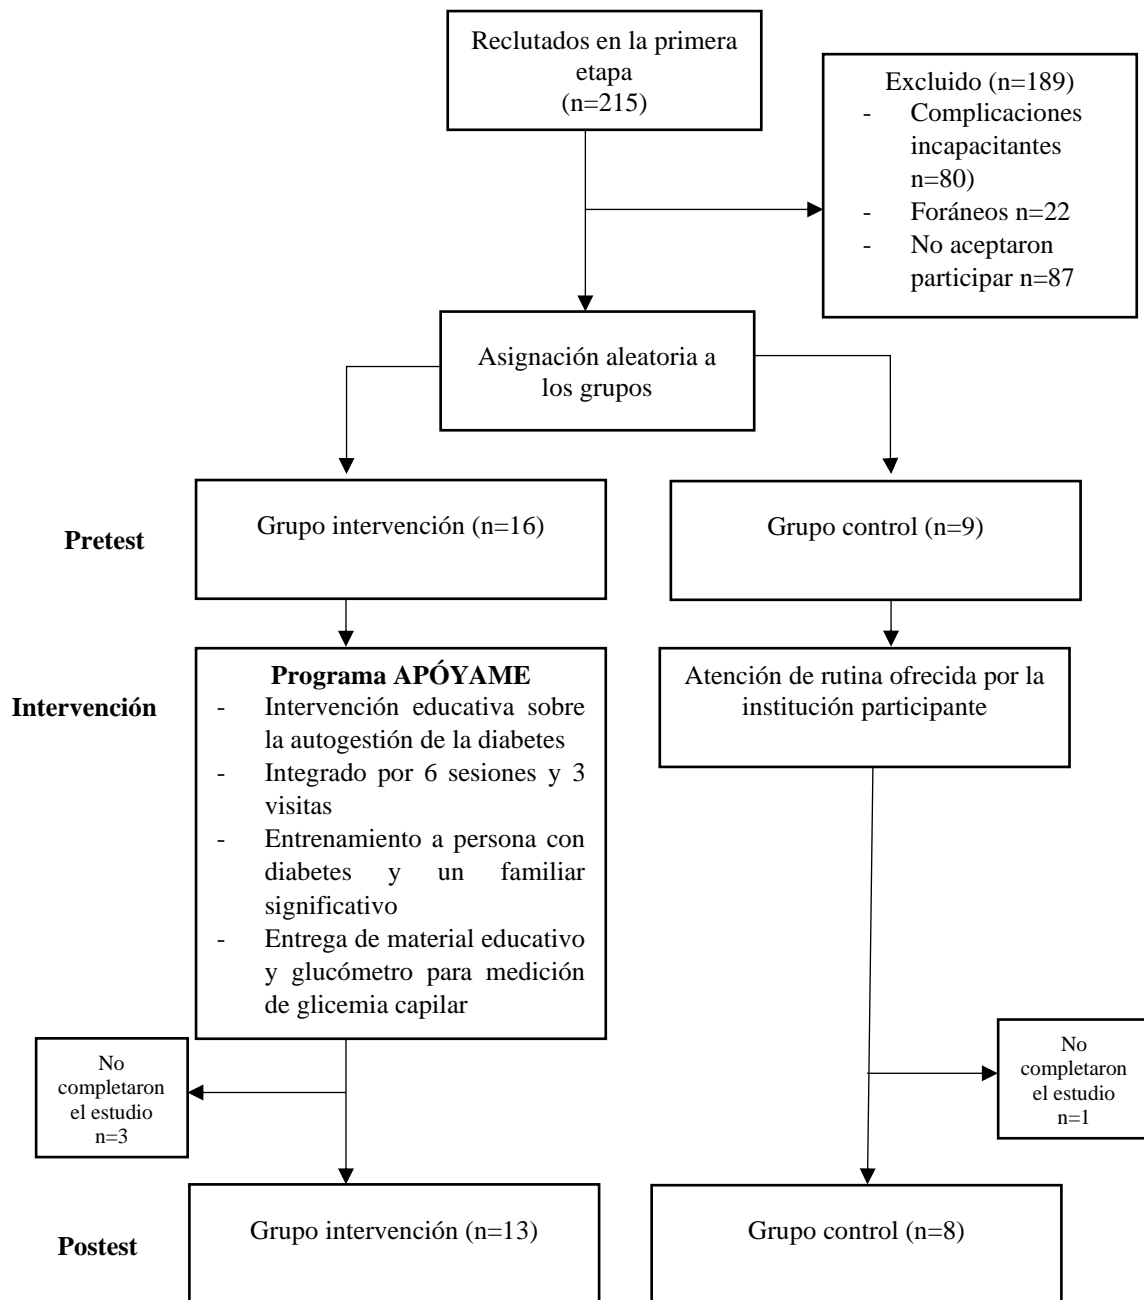 Reclutados en la primera
etapa
(n=215)
Excluido (n=189)
- Complicaciones
incapacitantes
n=80)
- Foráneos n=22
- No aceptaron
participar n=87
Asignación aleatoria a
los grupos
Pretest
Grupo intervención (n=16)
Grupo control (n=9)
Intervención
Programa APÓYAME
- Intervención educativa sobre
la autogestión de la diabetes
- Integrado por 6 sesiones y 3
visitas
- Entrenamiento a persona con
diabetes y un familiar
significativo
- Entrega de material educativo
y glucómetro para medición
de glicemia capilar
Atención de rutina ofrecida por la
institución participante
No
completaron
el estudio
n=3
No
completaron
el estudio
n=1
Postest
Grupo intervención (n=13)
Grupo control (n=8)